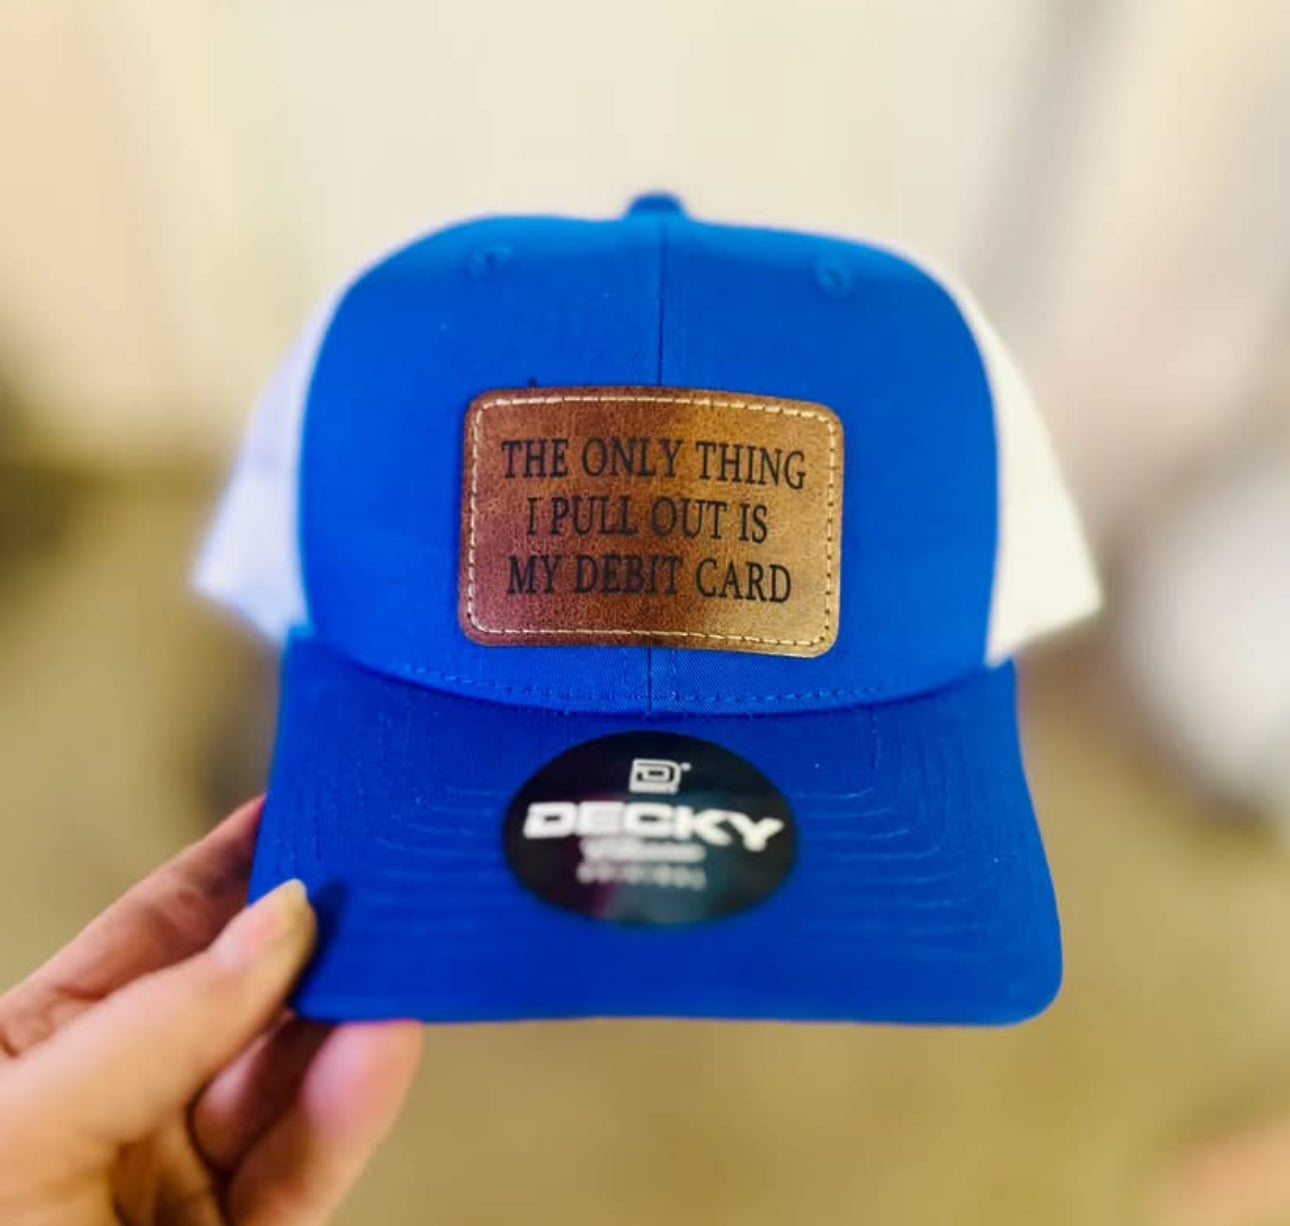 THE ONLY THING
I PULL OUT IS
MY DEBIT CARD
D
DECKY